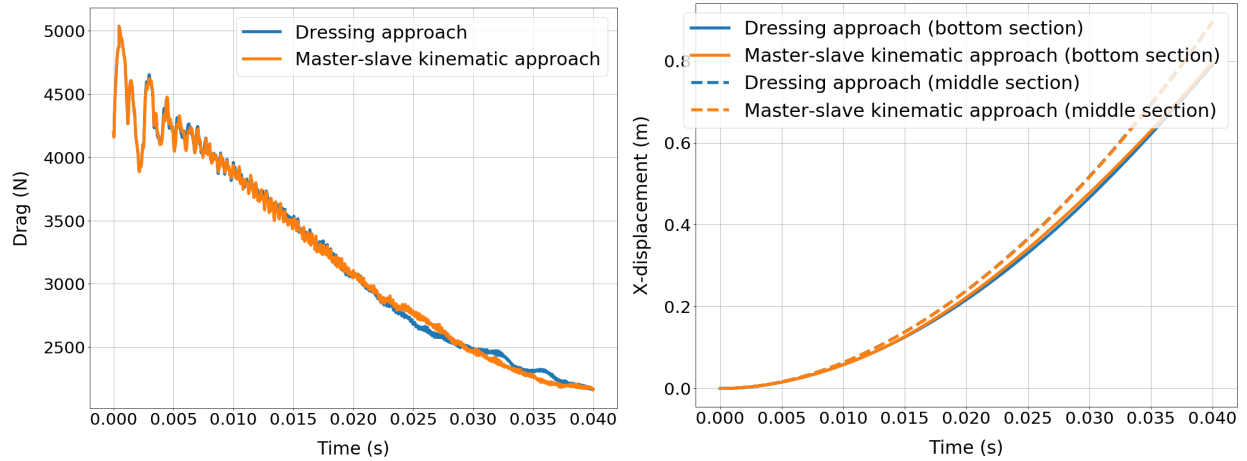 Dressing approach
Master-slave kinematic approach
5000
4500
4000
3500
3000
2500
Drag (N)
0.000 0.005 0.010 0.015 0.020 0.025 0.030 0.035 0.040
Time (s)
Dressing approach (bottom section)
Master-slave kinematic approach (bottom section)
Dressing approach (middle section)
Master-slave kinematic approach (middle section)
0.8
0.6
0.4
0.2
0.0
X-displacement (m)
0.000 0.005 0.010 0.015 0.020 0.025 0.030 0.035 0.040
Time (s)